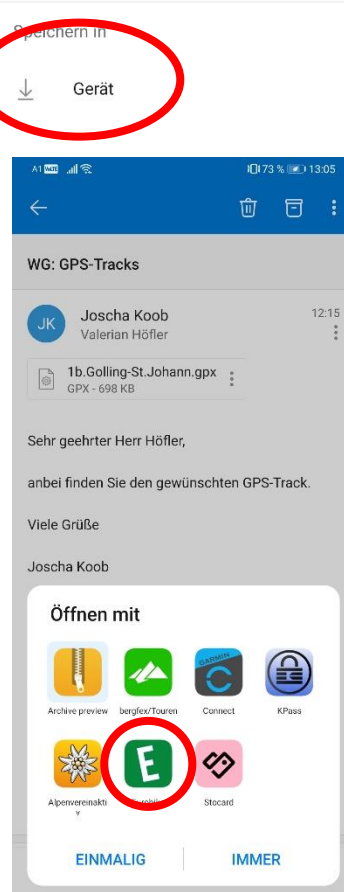 Speichern in
Gerät
A1 VoLTE 73 % 13:05
WG: GPS-Tracks
JK
Joscha Koob
12:15
Valerian Höfler
1b.Golling-St.Johann.gpx
GPX - 698 KB
Sehr geehrter Herr Höfler,
anbei finden Sie den gewünschten GPS-Track.
Viele Grüße
Joscha Koob
Öffnen mit
GARMIN
Archive preview bergfex/Touren Connect KPass
E
Alpenvereinakti Stocard
v
EINMALIG IMMER